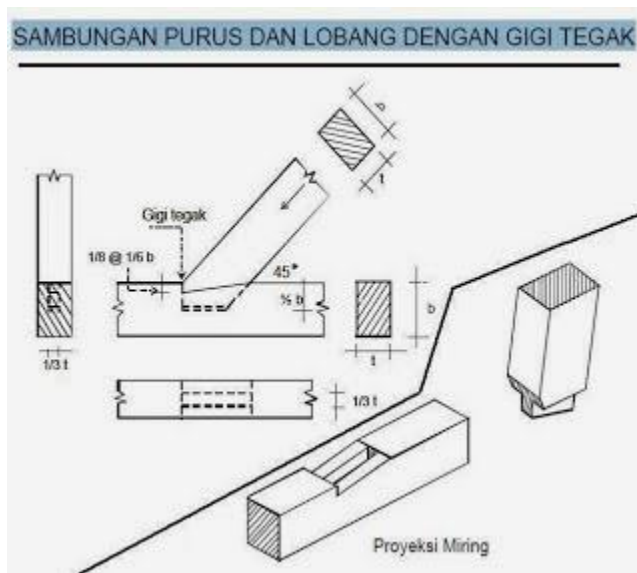 SAMBUNGAN PURUS DAN LOBANG DENGAN GIGI TEGAK
b
t
Gigi tegak
1/8 @ 1/6 b
45°
½ b
b
t
1/3 t
1/3 t
Proyeksi Miring